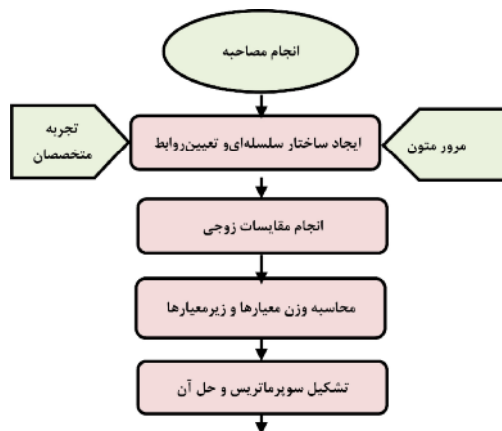 انجام مصاحبه
تجربه
متخصصان
ایجاد ساختار سلسله‌ای و تعیین‌روابط
مرور متون
انجام مقایسات زوجی
محاسبه وزن معیارها و زیرمعیارها
تشکیل سوپرماتریس و حل آن